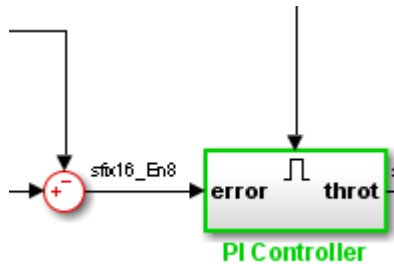 sfix16_En8
+ −
error
throt
PI Controller